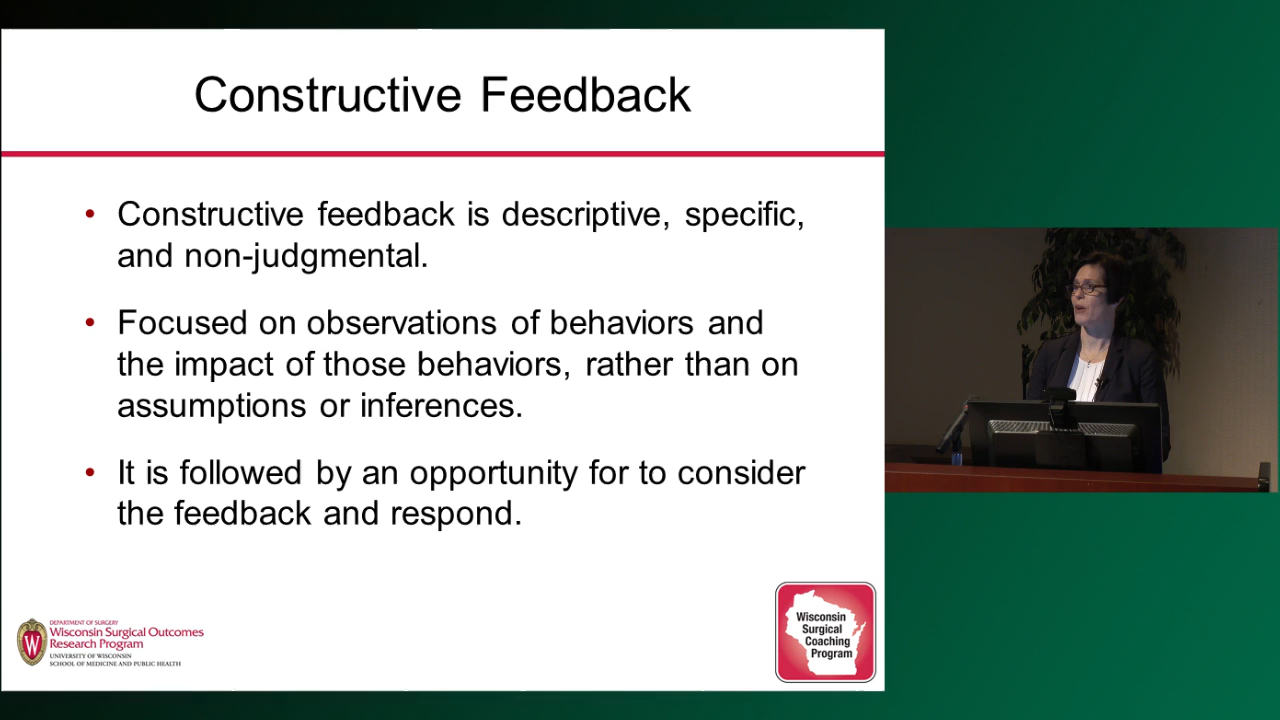 Constructive Feedback
• Constructive feedback is descriptive, specific,
and non-judgmental.
• Focused on observations of behaviors and
the impact of those behaviors, rather than on
assumptions or inferences.
• It is followed by an opportunity for to consider
the feedback and respond.
W
DEPARTMENT OF SURGERY
Wisconsin Surgical Outcomes
Research Program
UNIVERSITY OF WISCONSIN
SCHOOL OF MEDICINE AND PUBLIC HEALTH
Wisconsin
Surgical
Coaching
Program